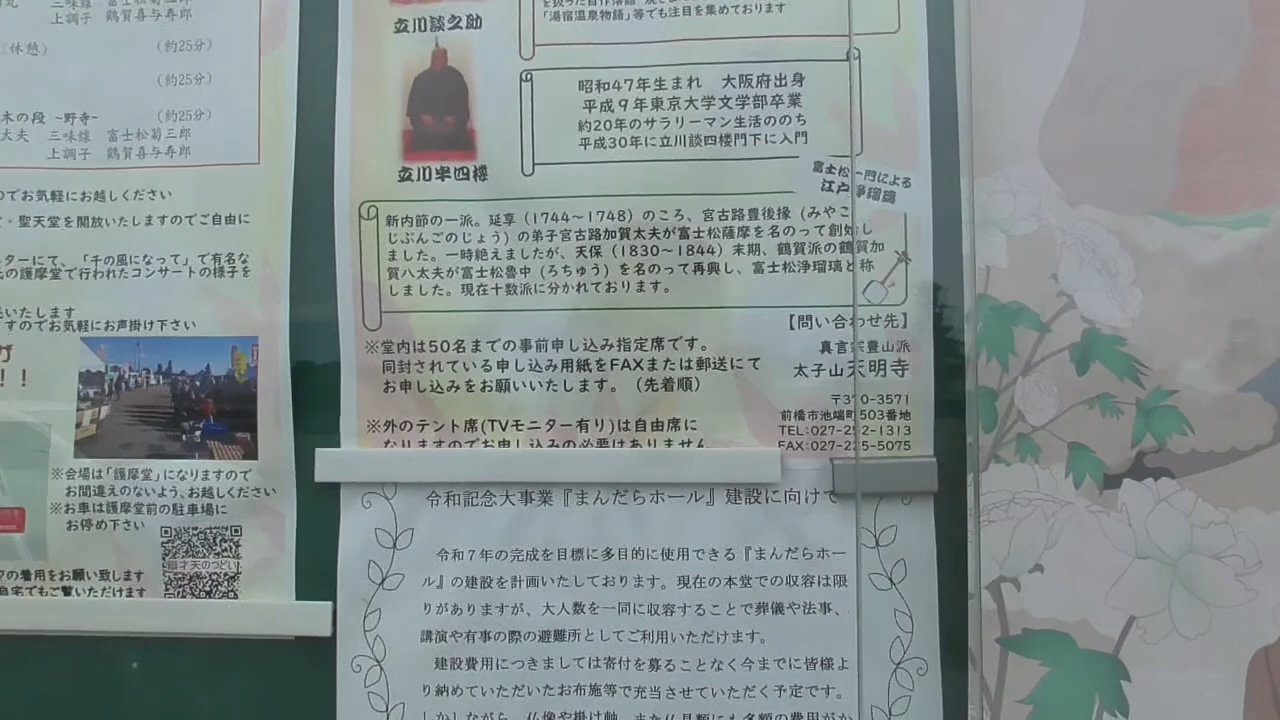 三味線 富士松菊三郎
上調子 鶴賀喜与寿郎
休憩） （約25分）
（約25分）
木の段 ~野寺~ （約25分）
大夫 三味線 富士松菊三郎
上調子 鶴賀喜与寿郎
のでお気軽にお越しください
・聖天堂を開放いたしますのでご自由に
ターにて、「千の風になって」で有名な
の護摩堂で行われたコンサートの様子を
いたします
すのでお気軽にお声掛け下さい
！！
※会場は「護摩堂」になりますので
お間違えのないよう、お越しください
※お車は護摩堂前の駐車場に
お停め下さい
弁才天のつどい
クの着用をお願い致します
自宅でもご覧いただけます
「湯宿温泉物語」等でも注目を集めております
立川談之助
昭和47年生まれ 大阪府出身
平成9年東京大学文学部卒業
約20年のサラリーマン生活ののち
平成30年に立川談四楼門下に入門
立川半四楼
富士松一門による
江戸浄瑠璃
新内節の一派。延享（1744〜1748）のころ、宮古路豊後掾（みやこ
じぶんごのじょう）の弟子宮古路加賀太夫が富士松薩摩を名のって創始し
ました。一時絶えましたが、天保（1830〜1844）末期、鶴賀派の鶴賀加
賀八太夫が富士松魯中（ろちゅう）を名のって再興し、富士松浄瑠璃と称
しました。現在十数派に分かれております。
【問い合わせ先】
※堂内は50名までの事前申し込み指定席です。
同封されている申し込み用紙をFAXまたは郵送にて
お申し込みをお願いいたします。（先着順）
真言宗豊山派
太子山天明寺
〒370-3571
前橋市池端町503番地
TEL:027-252-1313
FAX:027-225-5075
※外のテント席(TVモニター有り)は自由席に
なりますのでお申し込みの必要はありません
令和記念大事業『まんだらホール』建設に向けて
令和７年の完成を目標に多目的に使用できる『まんだらホー
ル』の建設を計画いたしております。現在の本堂での収容は限
りがありますが、大人数を一同に収容することで葬儀や法事、
講演や有事の際の避難所としてご利用いただけます。
建設費用につきましては寄付を募ることなく今までに皆様よ
り納めていただいたお布施等で充当させていただく予定です。
しかしながら、仏像や掛け軸、また仏具類にも多額の費用がか